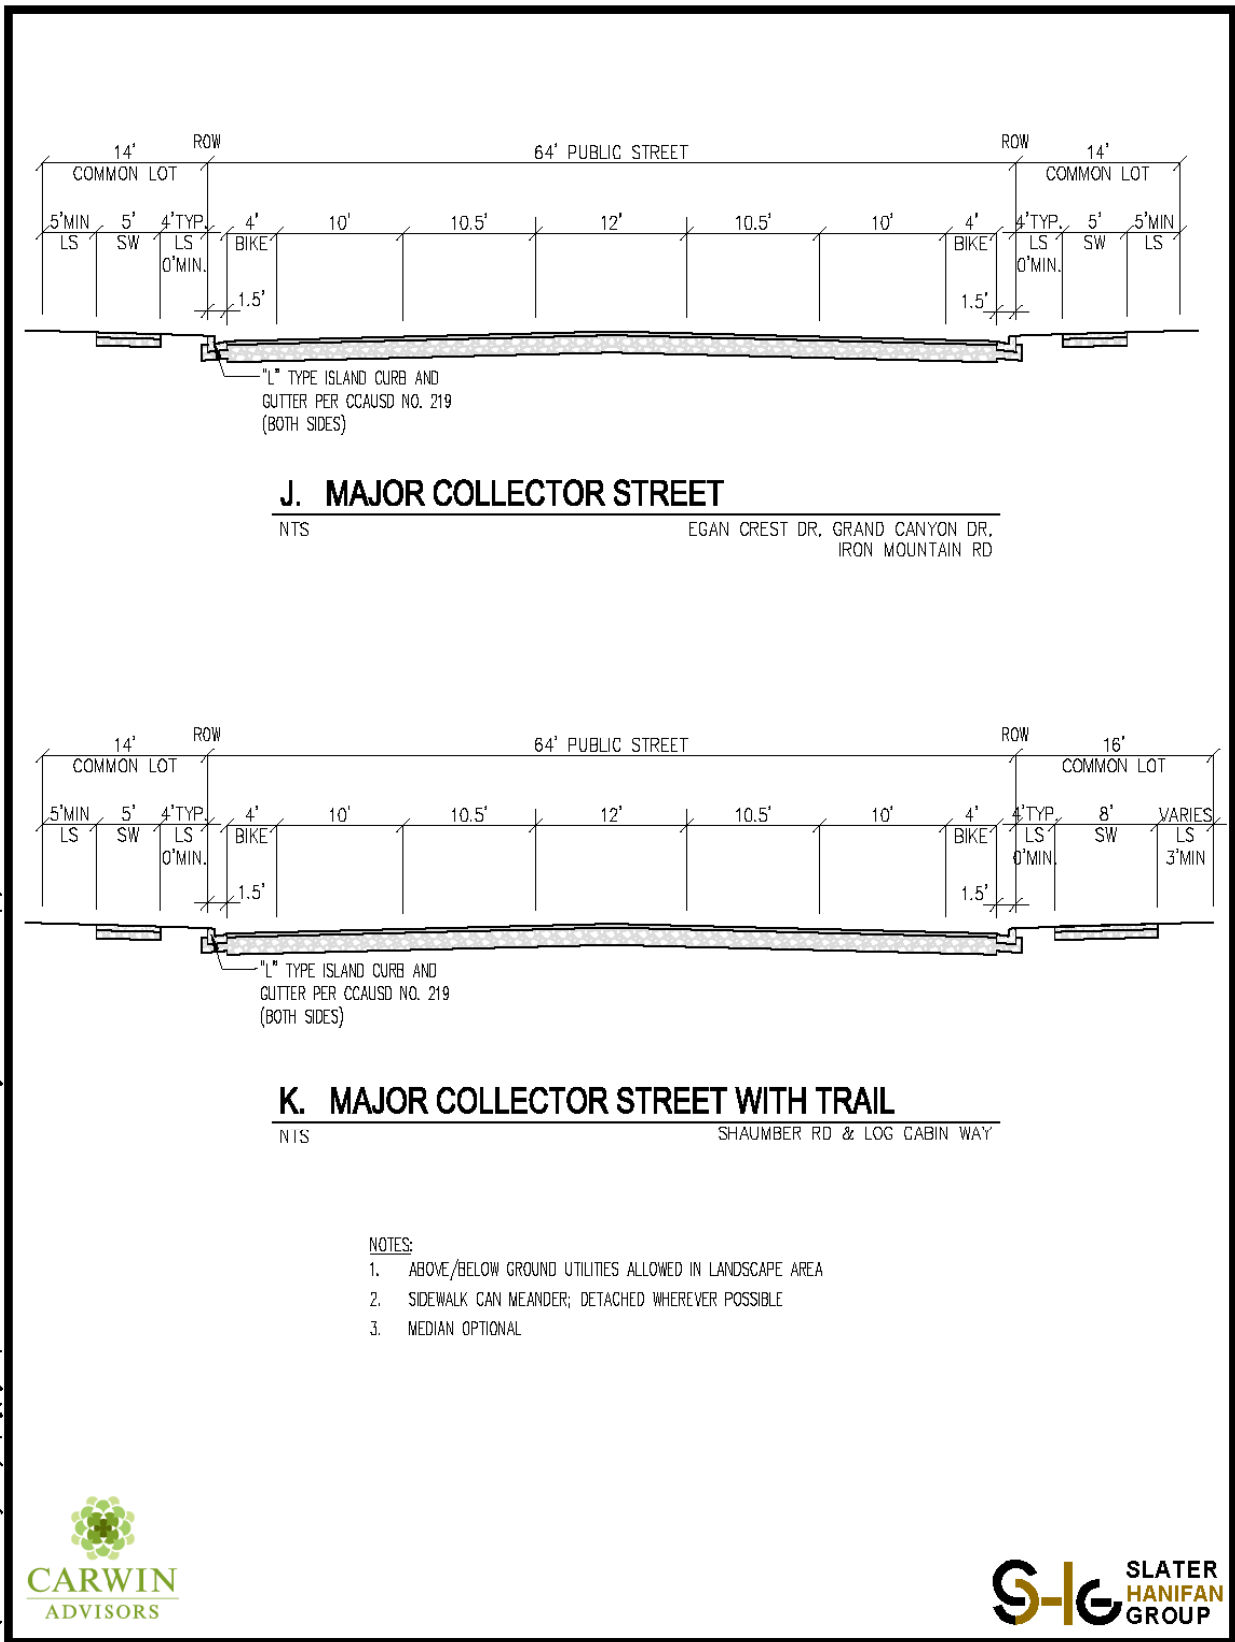 14' ROW 64' PUBLIC STREET ROW 14'
COMMON LOT COMMON LOT
5'MIN 5' 4'TYP. 4' 10' 10.5' 12' 10.5' 10' 4' 4'TYP. 5' 5'MIN
LS SW LS BIKE BIKE LS SW LS
0'MIN. 0'MIN.
1.5' 1.5'
"L" TYPE ISLAND CURB AND
GUTTER PER CCAUSD NO. 219
(BOTH SIDES)
J. MAJOR COLLECTOR STREET
NTS EGAN CREST DR, GRAND CANYON DR,
IRON MOUNTAIN RD
14' ROW 64' PUBLIC STREET ROW 16'
COMMON LOT COMMON LOT
5'MIN 5' 4'TYP. 4' 10' 10.5' 12' 10.5' 10' 4' 4'TYP. 8' VARIES
LS SW LS BIKE BIKE LS SW LS
0'MIN. 0'MIN. 3'MIN
1.5' 1.5'
"L" TYPE ISLAND CURB AND
GUTTER PER CCAUSD NO. 219
(BOTH SIDES)
K. MAJOR COLLECTOR STREET WITH TRAIL
NTS SHAUMBER RD & LOG CABIN WAY
NOTES:
1. ABOVE/BELOW GROUND UTILITIES ALLOWED IN LANDSCAPE AREA
2. SIDEWALK CAN MEANDER; DETACHED WHEREVER POSSIBLE
3. MEDIAN OPTIONAL
CARWIN
ADVISORS
SHG
SLATER
HANIFAN
GROUP